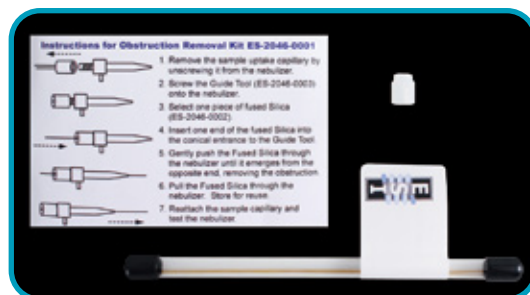 Instructions for Obstruction Removal Kit ES-2046-0001
1. Remove the sample uptake capillary by
unscrewing it from the nebulizer.
2. Screw the Guide Tool (ES-2046-0003)
onto the nebulizer.
3. Select one piece of fused Silica
(ES-2046-0002).
4. Insert one end of the fused Silica into
the conical entrance to the Guide Tool.
5. Gently push the Fused Silica through
the nebulizer until it emerges from the
opposite end, removing the obstruction.
6. Pull the Fused Silica through the
nebulizer. Store for reuse.
7. Reattach the sample capillary and
test the nebulizer.